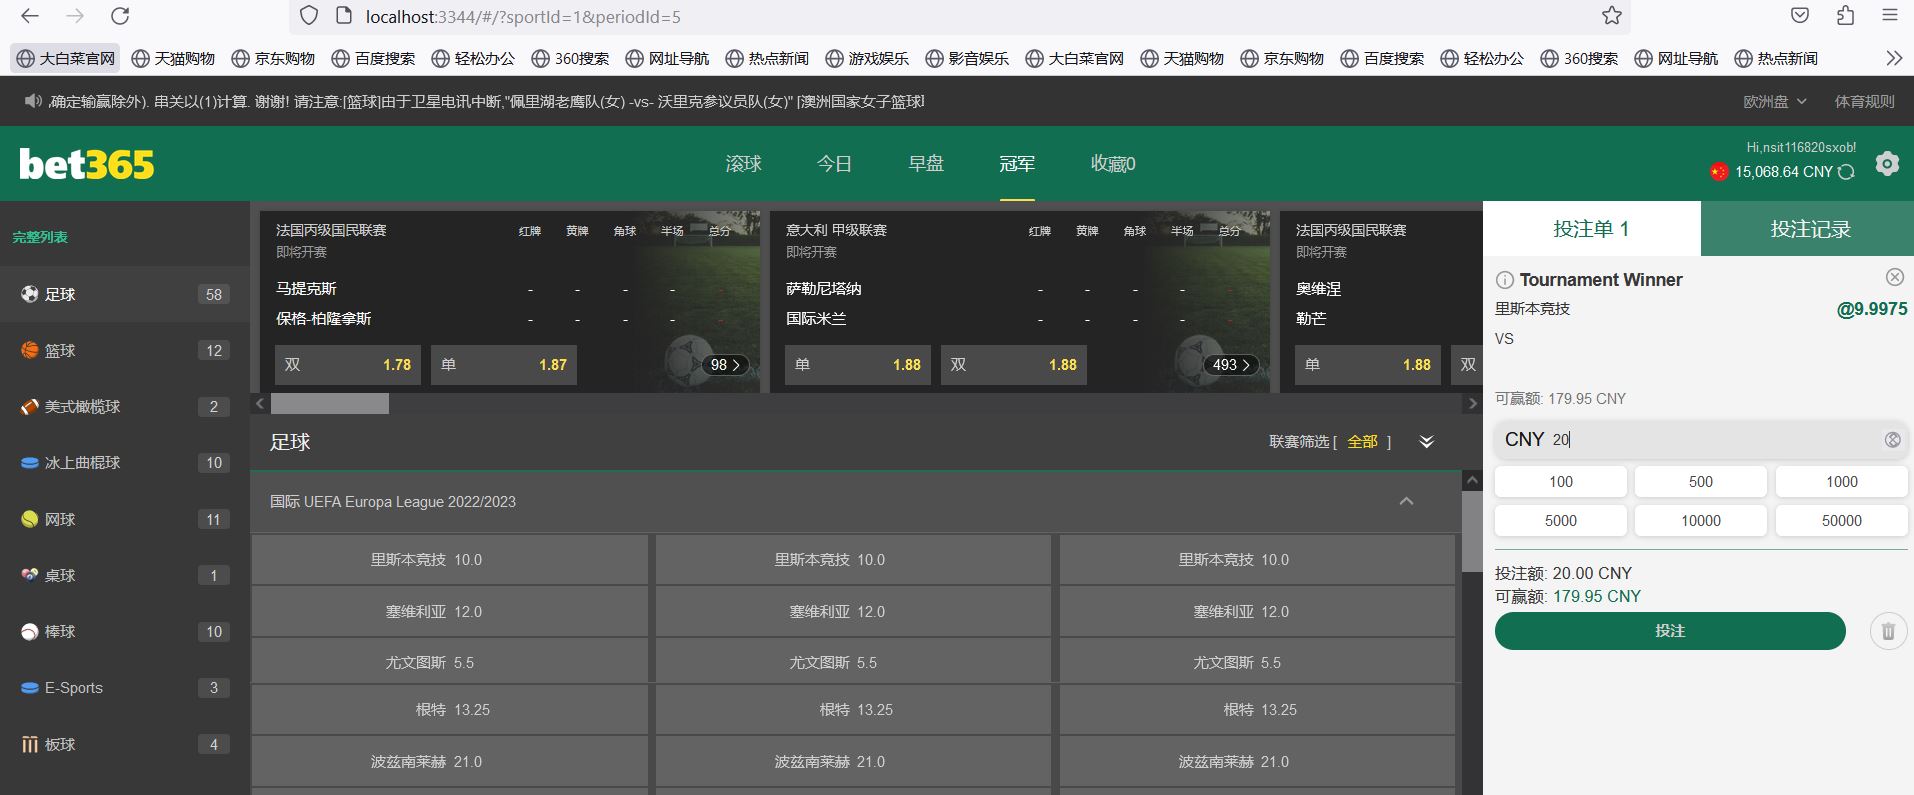 localhost:3344/#/?sportId=1&periodId=5
大白菜官网 天猫购物 京东购物 百度搜索 轻松办公 360搜索 网址导航 热点新闻 游戏娱乐 影音娱乐 大白菜官网 天猫购物 京东购物 百度搜索 轻松办公 360搜索 网址导航 热点新闻
,确定输赢除外). 串关以(1)计算. 谢谢! 请注意:[篮球]由于卫星电讯中断,"佩里湖老鹰队(女) -vs- 沃里克参议员队(女)" [澳洲国家女子篮球]
欧洲盘 体育规则
bet365
滚球 今日 早盘 冠军 收藏0
Hi,nsit116820sxob!
15,068.64 CNY
完整列表
足球 58
篮球 12
美式橄榄球 2
冰上曲棍球 10
网球 11
桌球 1
棒球 10
E-Sports 3
板球 4
法国丙级国民联赛 红牌 黄牌 角球 半场 总分
即将开赛
马提克斯 - - - - -
保格-柏隆拿斯 - - - - -
双 1.78 单 1.87 98
意大利 甲级联赛 红牌 黄牌 角球 半场 总分
即将开赛
萨勒尼塔纳 - - - - -
国际米兰 - - - - -
单 1.88 双 1.88 493
法国丙级国民联赛
即将开赛
奥维涅
勒芒
单 1.88 双
足球
联赛筛选 [ 全部 ]
国际 UEFA Europa League 2022/2023
里斯本竞技 10.0 里斯本竞技 10.0 里斯本竞技 10.0
塞维利亚 12.0 塞维利亚 12.0 塞维利亚 12.0
尤文图斯 5.5 尤文图斯 5.5 尤文图斯 5.5
根特 13.25 根特 13.25 根特 13.25
波兹南莱赫 21.0 波兹南莱赫 21.0 波兹南莱赫 21.0
投注单 1 投注记录
Tournament Winner
里斯本竞技 @9.9975
VS
可赢额: 179.95 CNY
CNY 20
100 500 1000
5000 10000 50000
投注额: 20.00 CNY
可赢额: 179.95 CNY
投注